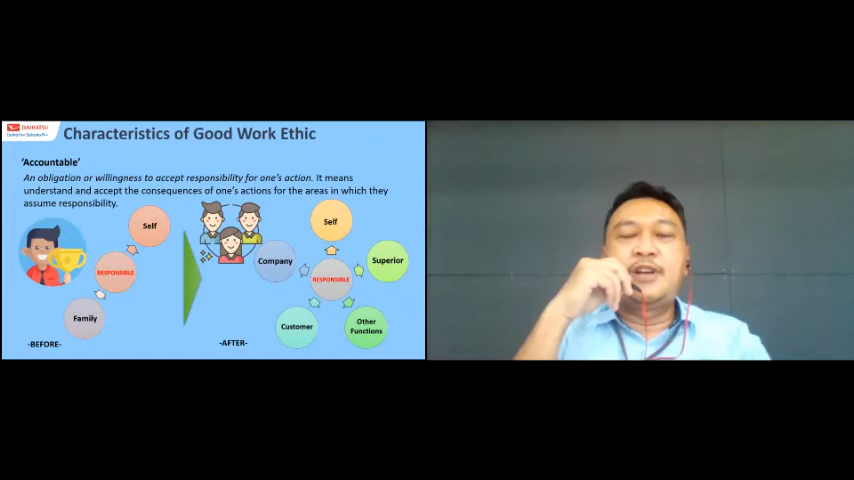 DAIHATSU
Characteristics of Good Work Ethic
'Accountable'
An obligation or willingness to accept responsibility for one's action. It means
understand and accept the consequences of one's actions for the areas in which they
assume responsibility.
Self
RESPONSIBLE
Family
-BEFORE-
Self
Company
Superior
RESPONSIBLE
Customer
Other
Functions
-AFTER-